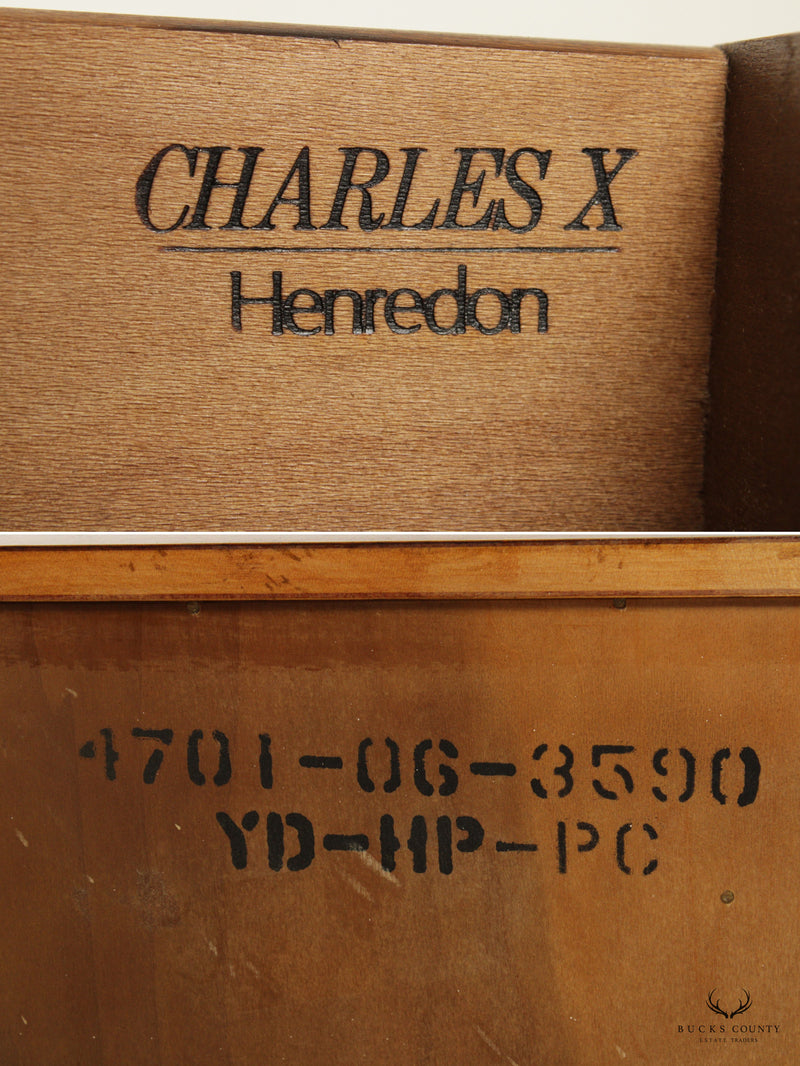 CHARLES X
Henredon
4701-06-3590
YD-HP-PC
BUCKS COUNTY
ESTATE TRADERS